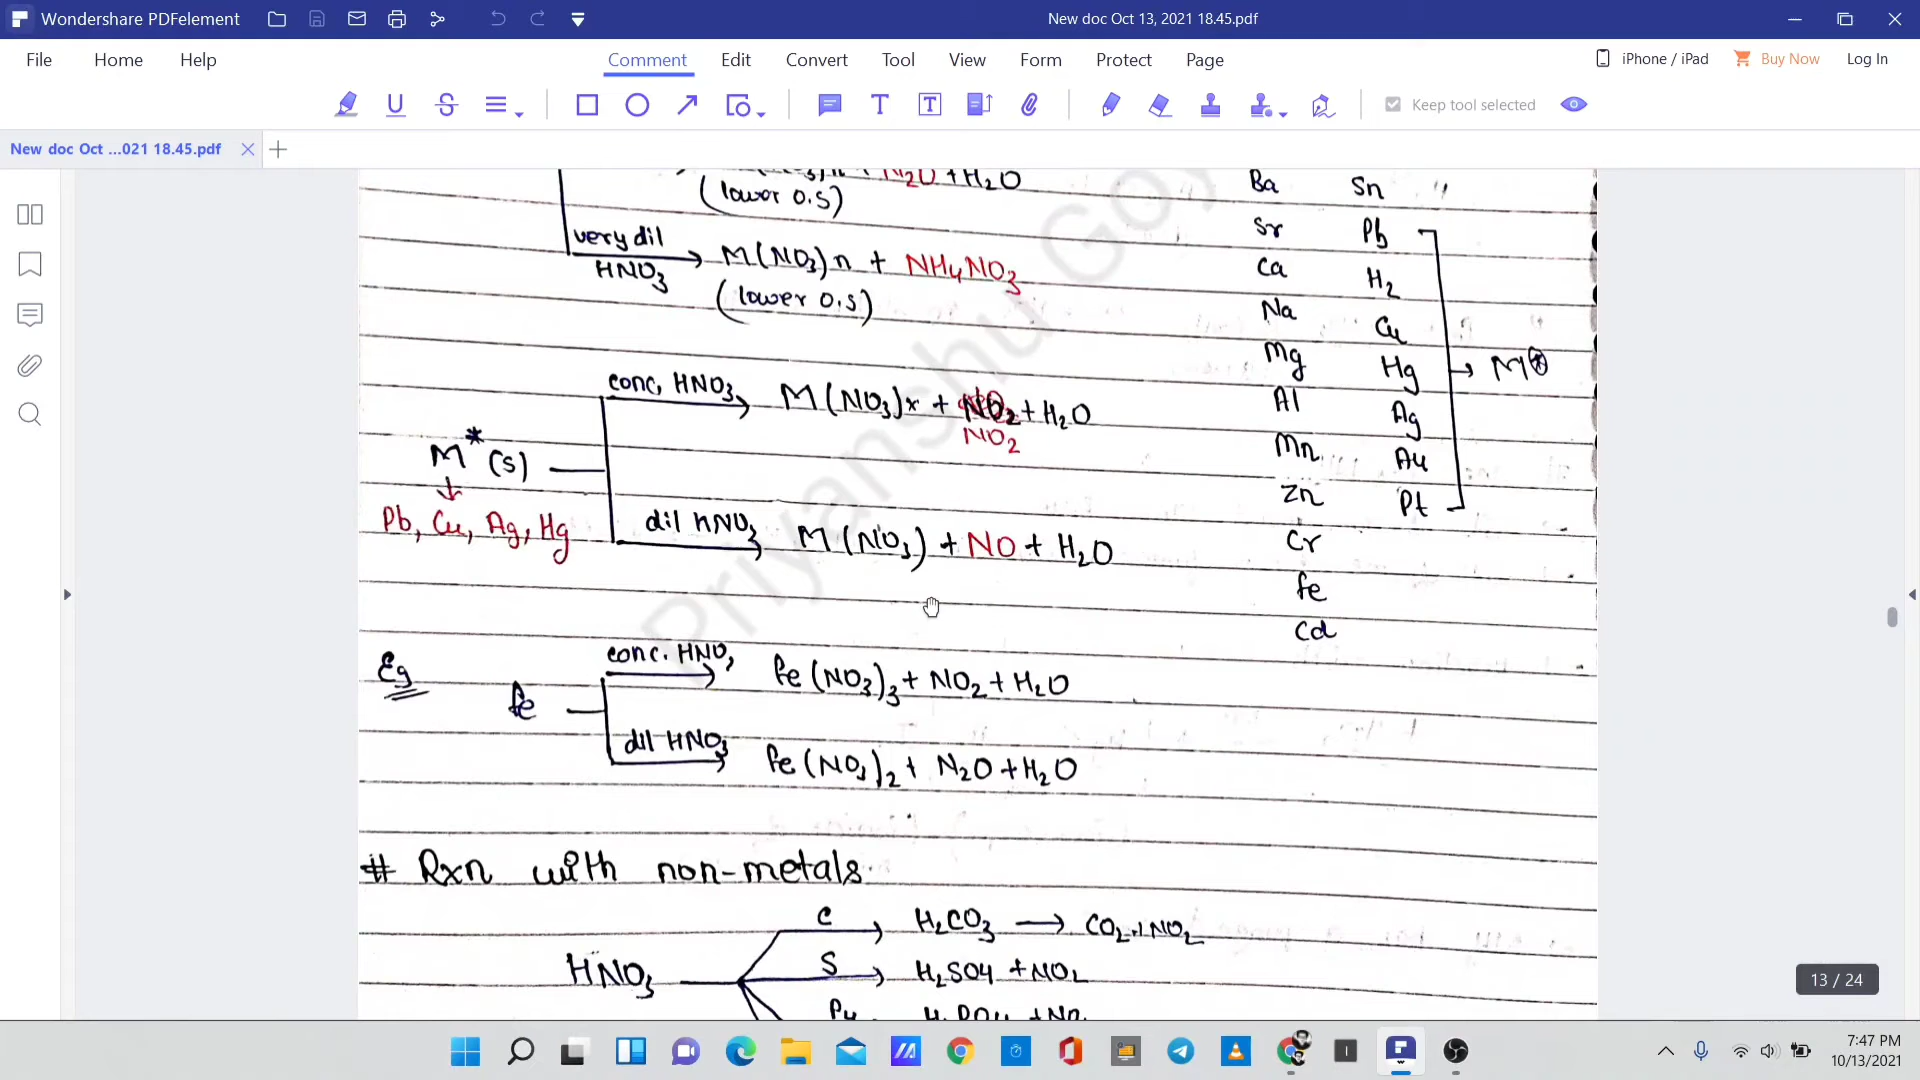 Wondershare PDFelement
New doc Oct 13, 2021 18.45.pdf
File Home Help Comment Edit Convert Tool View Form Protect Page iPhone / iPad Buy Now Log In
Keep tool selected
New doc Oct ...021 18.45.pdf
N2O + H2O
(lower O.S)
very dil HNO3 → M(NO3)n + NH4NO3
(lower O.S)
Ba Sn
Sr Pb
Ca H2
Na Cu
Mg Hg → M*
Al Ag
Mn Au
Zn Pt
Cr
Fe
Cd
conc. HNO3 → M(NO3)x + NO2 + H2O
NO2
M*(s)
Pb, Cu, Ag, Hg
dil HNO3 → M(NO3) + NO + H2O
Eg
Fe
conc. HNO3 → Fe(NO3)3 + NO2 + H2O
dil HNO3 → Fe(NO3)2 + N2O + H2O
# Rxn with non-metals
HNO3
C → H2CO3 → CO2 + NO2
S → H2SO4 + NO2
P4
Priyanshu Goy
13 / 24
7:47 PM
10/13/2021